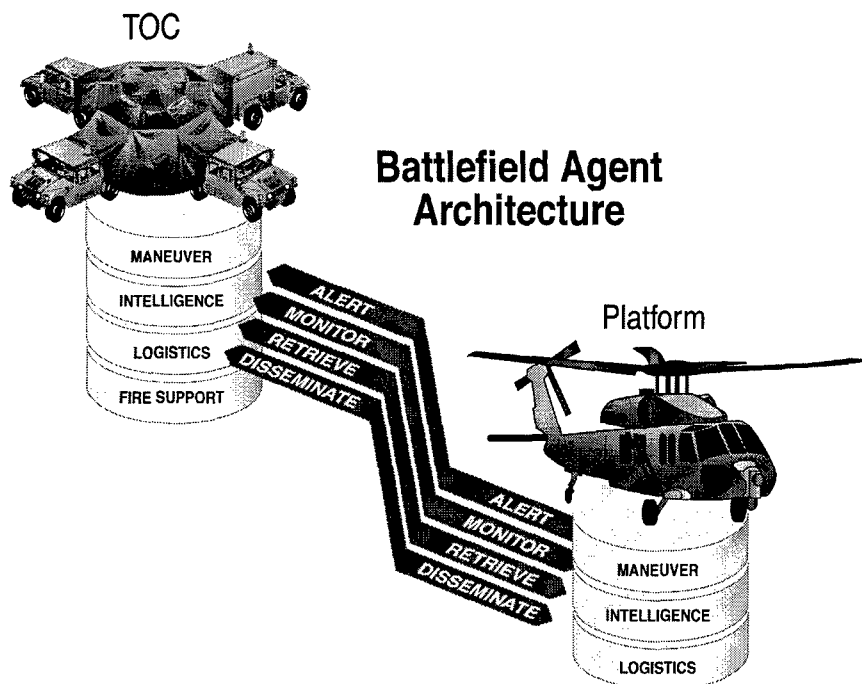 TOC
Battlefield Agent
Architecture
MANEUVER
INTELLIGENCE
LOGISTICS
FIRE SUPPORT
ALERT
MONITOR
RETRIEVE
DISSEMINATE
Platform
ALERT
MONITOR
RETRIEVE
DISSEMINATE
MANEUVER
INTELLIGENCE
LOGISTICS